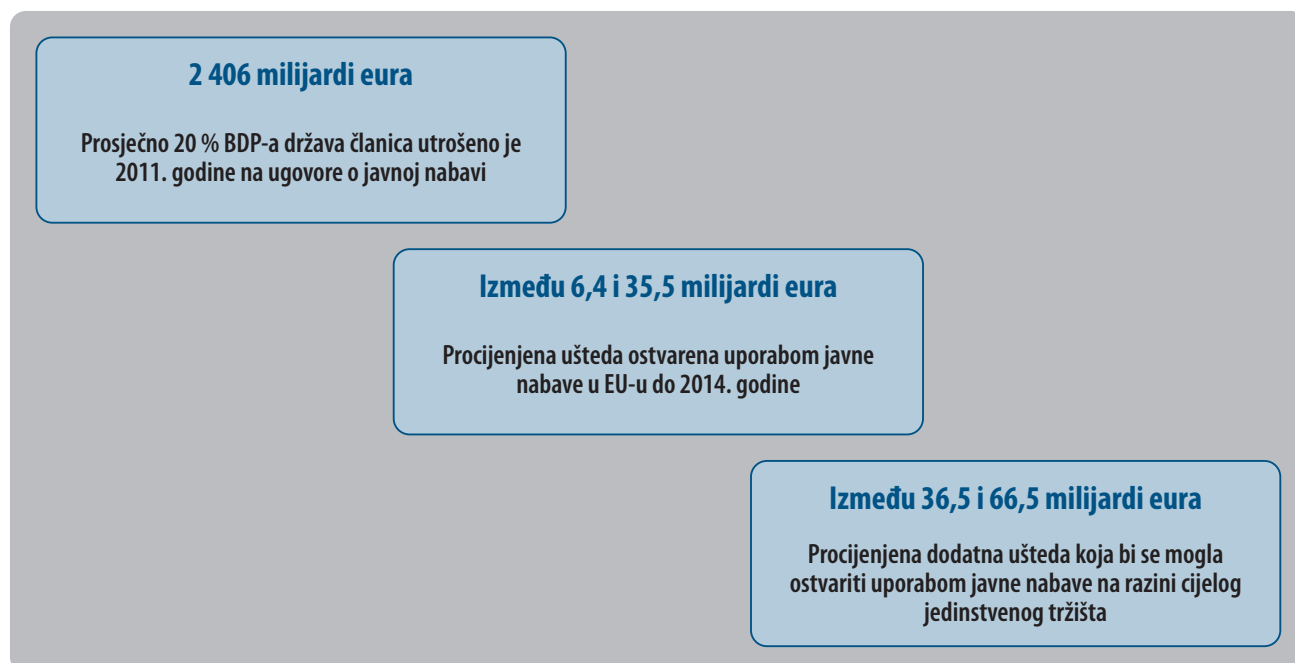 2 406 milijardi eura
Prosječno 20 % BDP-a država članica utrošeno je
2011. godine na ugovore o javnoj nabavi
Između 6,4 i 35,5 milijardi eura
Procijenjena ušteda ostvarena uporabom javne
nabave u EU-u do 2014. godine
Između 36,5 i 66,5 milijardi eura
Procijenjena dodatna ušteda koja bi se mogla
ostvariti uporabom javne nabave na razini cijelog
jedinstvenog tržišta